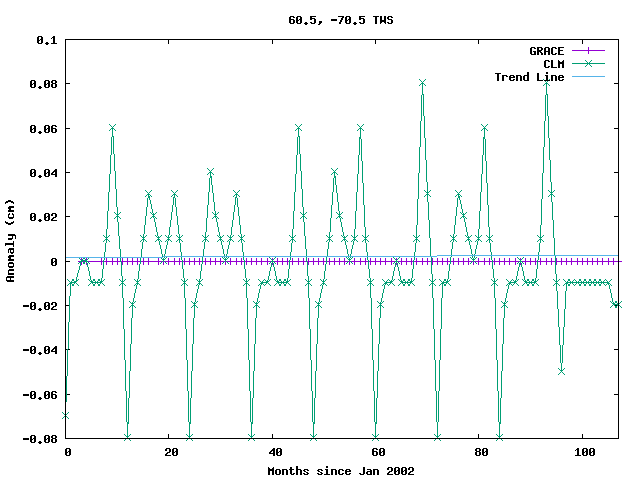 60.5, -70.5 TWS
GRACE
CLM
Trend Line
0.1
0.08
0.06
0.04
0.02
0
-0.02
-0.04
-0.06
-0.08
Anomaly (cm)
0 20 40 60 80 100
Months since Jan 2002